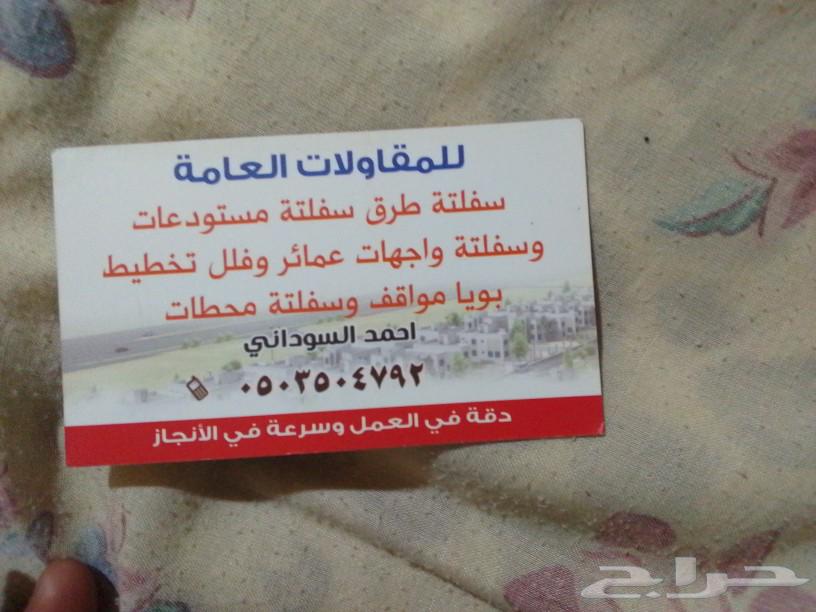 للمقاولات العامة
سفلتة طرق سفلتة مستودعات
وسفلتة واجهات عمائر وفلل تخطيط
بويا مواقف وسفلتة محطات
احمد السوداني
٠٥٠٣٥٠٤٧٩٢
دقة في العمل وسرعة في الأنجاز
حراج